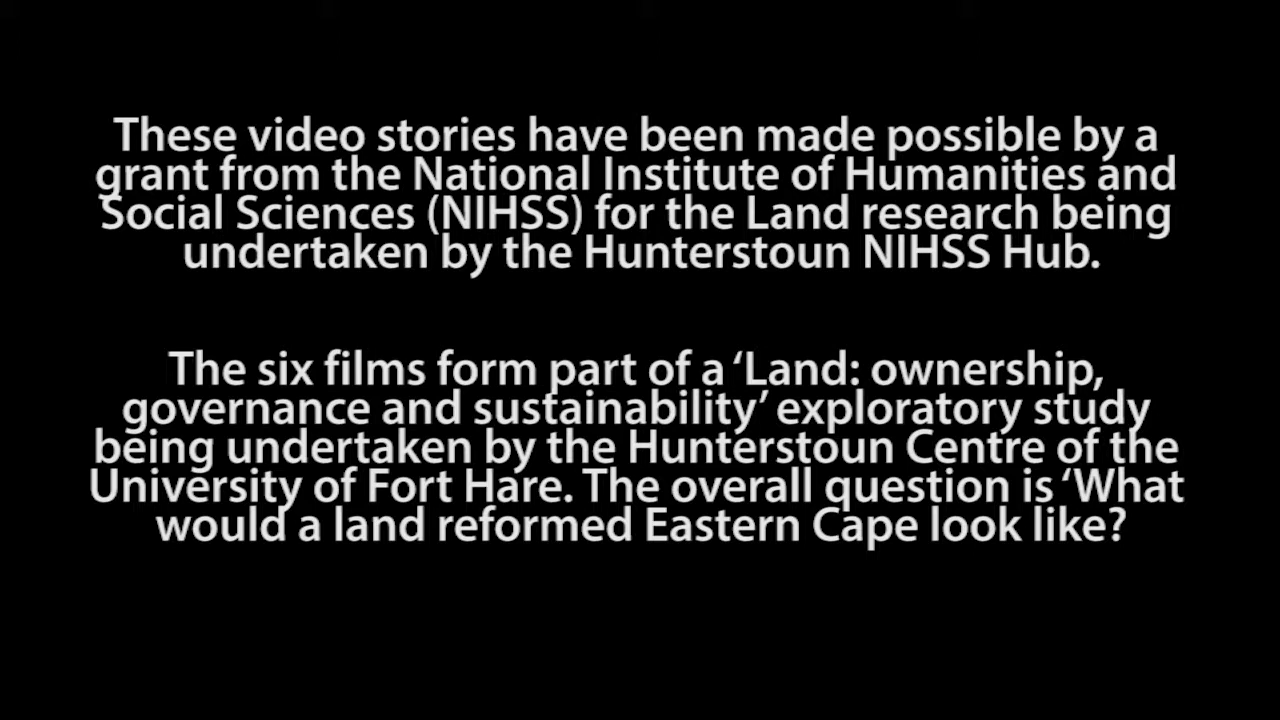 These video stories have been made possible by a
grant from the National Institute of Humanities and
Social Sciences (NIHSS) for the Land research being
undertaken by the Hunterstoun NIHSS Hub.
The six films form part of a ‘Land: ownership,
governance and sustainability’ exploratory study
being undertaken by the Hunterstoun Centre of the
University of Fort Hare. The overall question is ‘What
would a land reformed Eastern Cape look like?